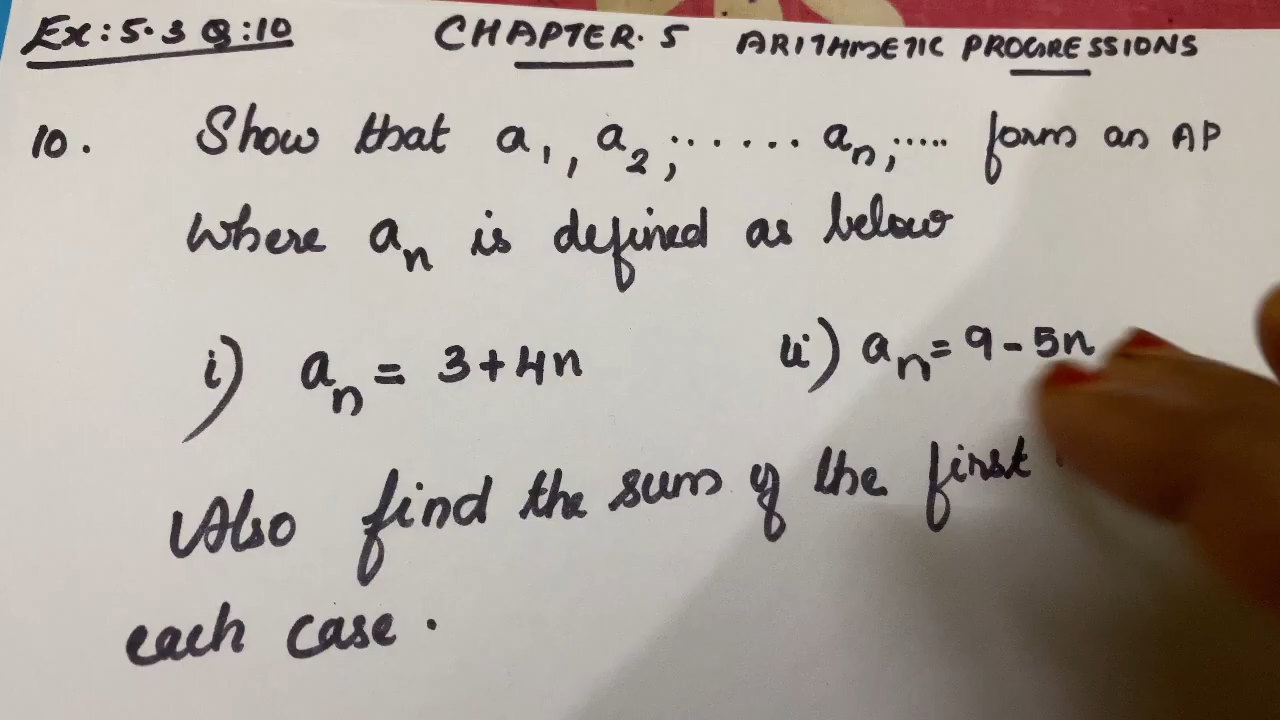 Ex: 5.3 Q:10 CHAPTER. 5 ARITHMETIC PROGRESSIONS
10. Show that a₁, a₂, ...... aₙ, ..... form an AP
where aₙ is defined as below
i) aₙ = 3+4n ii) aₙ = 9-5n
Also find the sum of the first
each case.